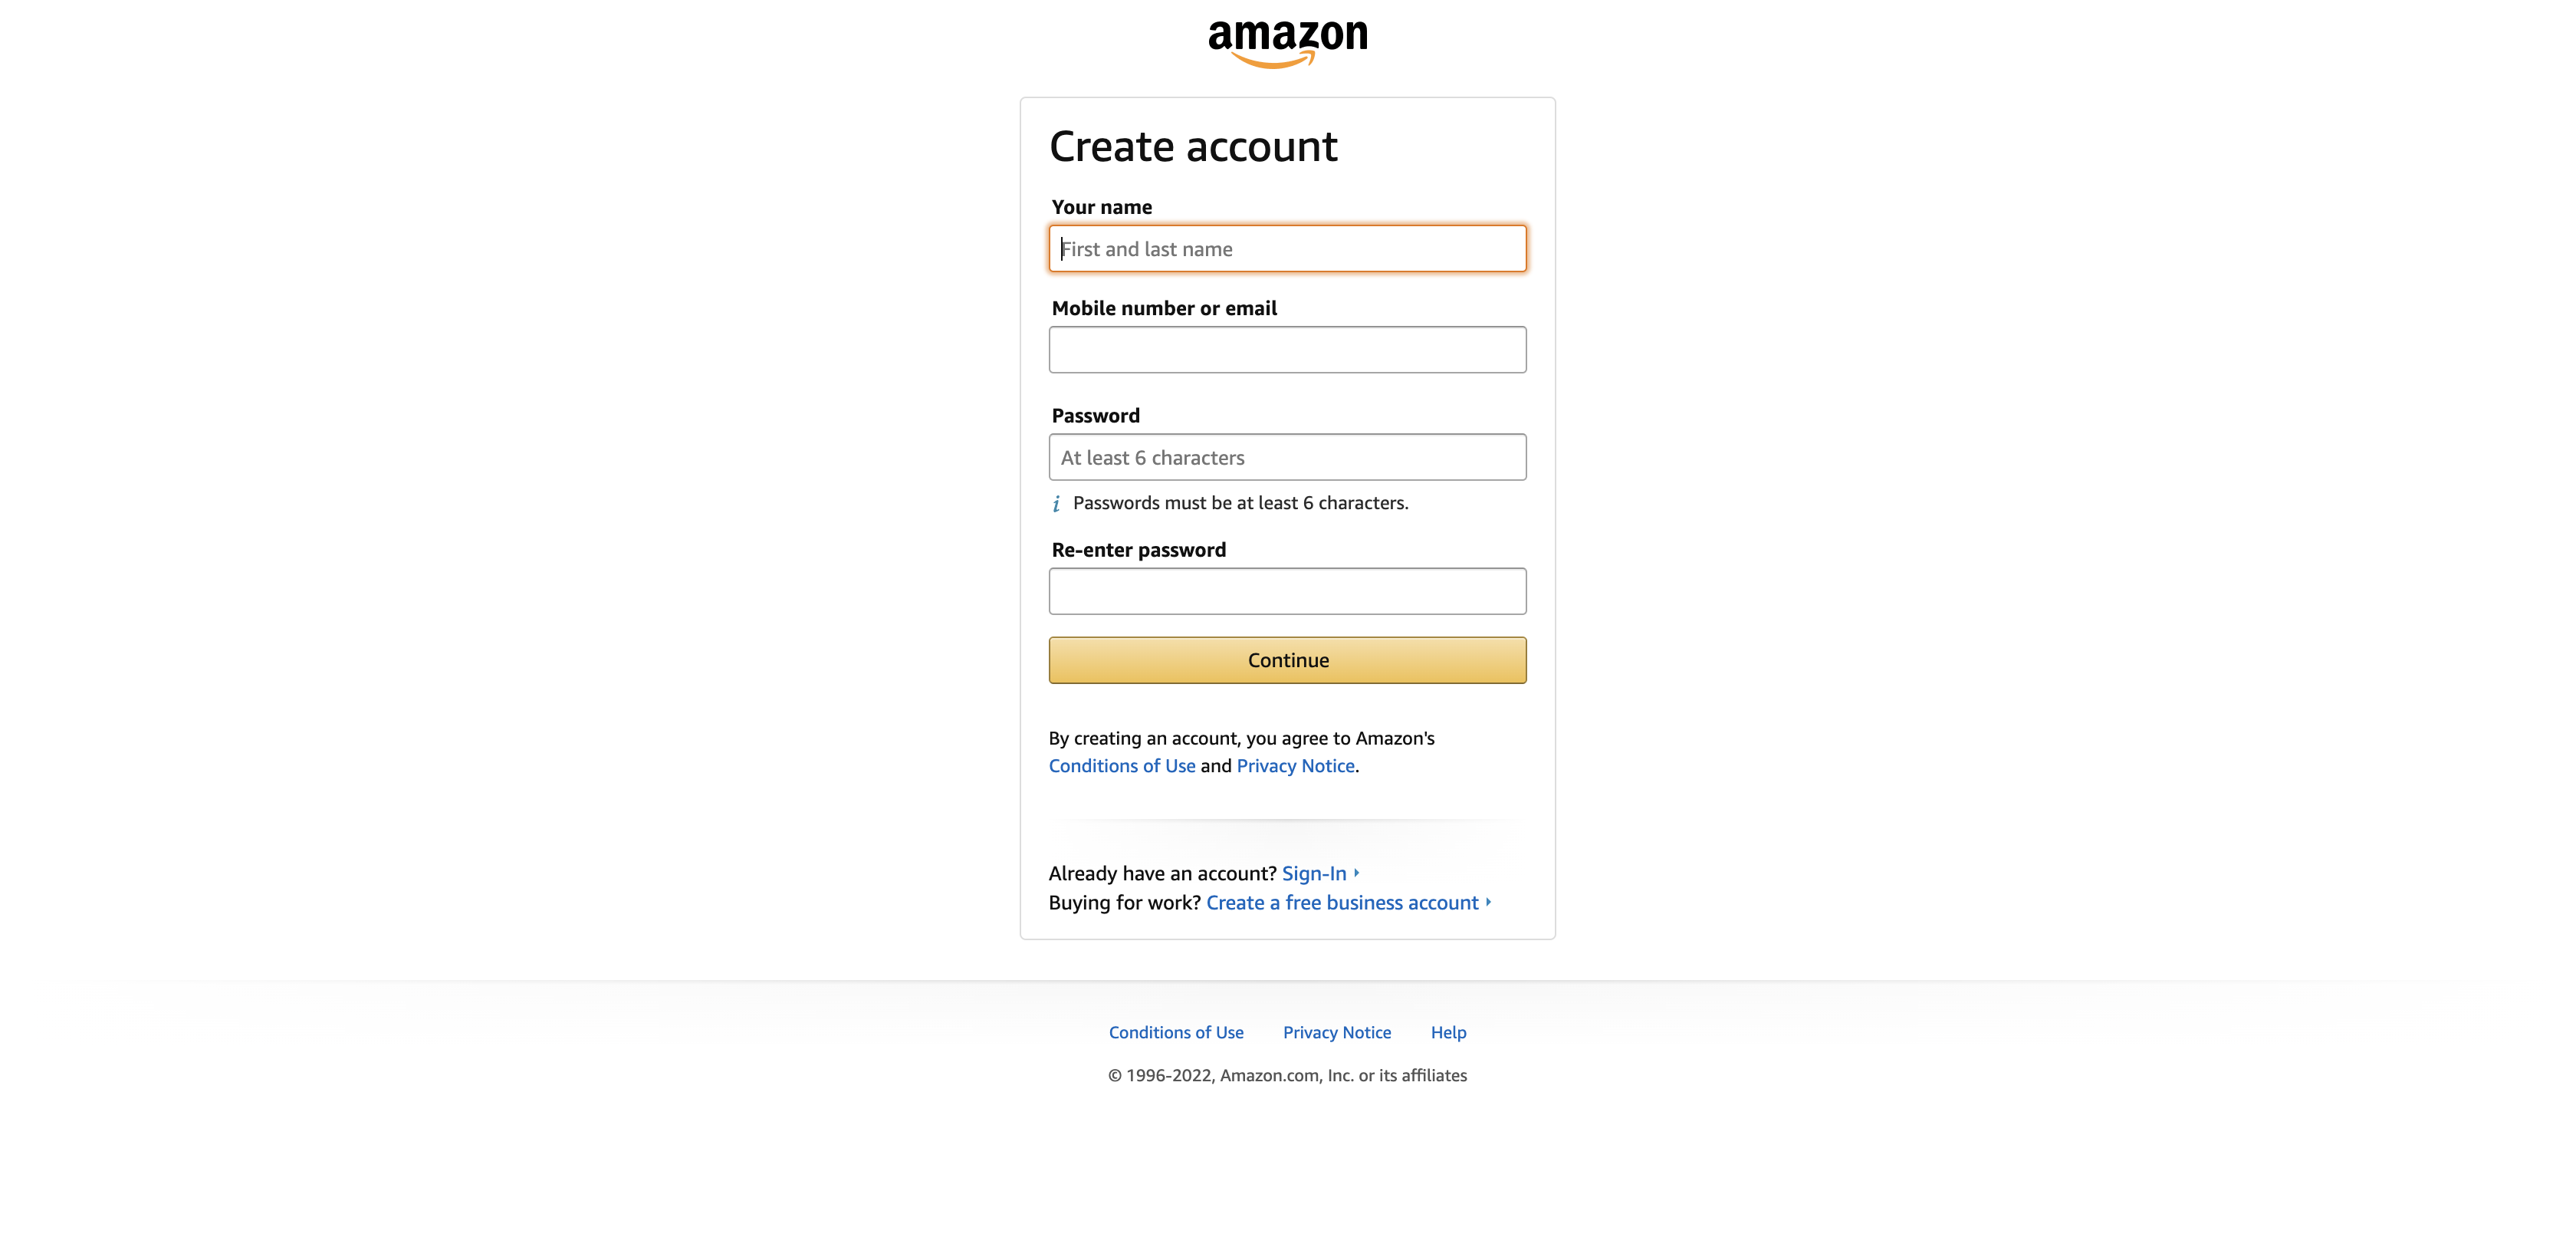 amazon
Create account
Your name
First and last name
Mobile number or email
Password
At least 6 characters
i Passwords must be at least 6 characters.
Re-enter password
Continue
By creating an account, you agree to Amazon's
Conditions of Use and Privacy Notice.
Already have an account? Sign-In
Buying for work? Create a free business account
Conditions of Use Privacy Notice Help
© 1996-2022, Amazon.com, Inc. or its affiliates